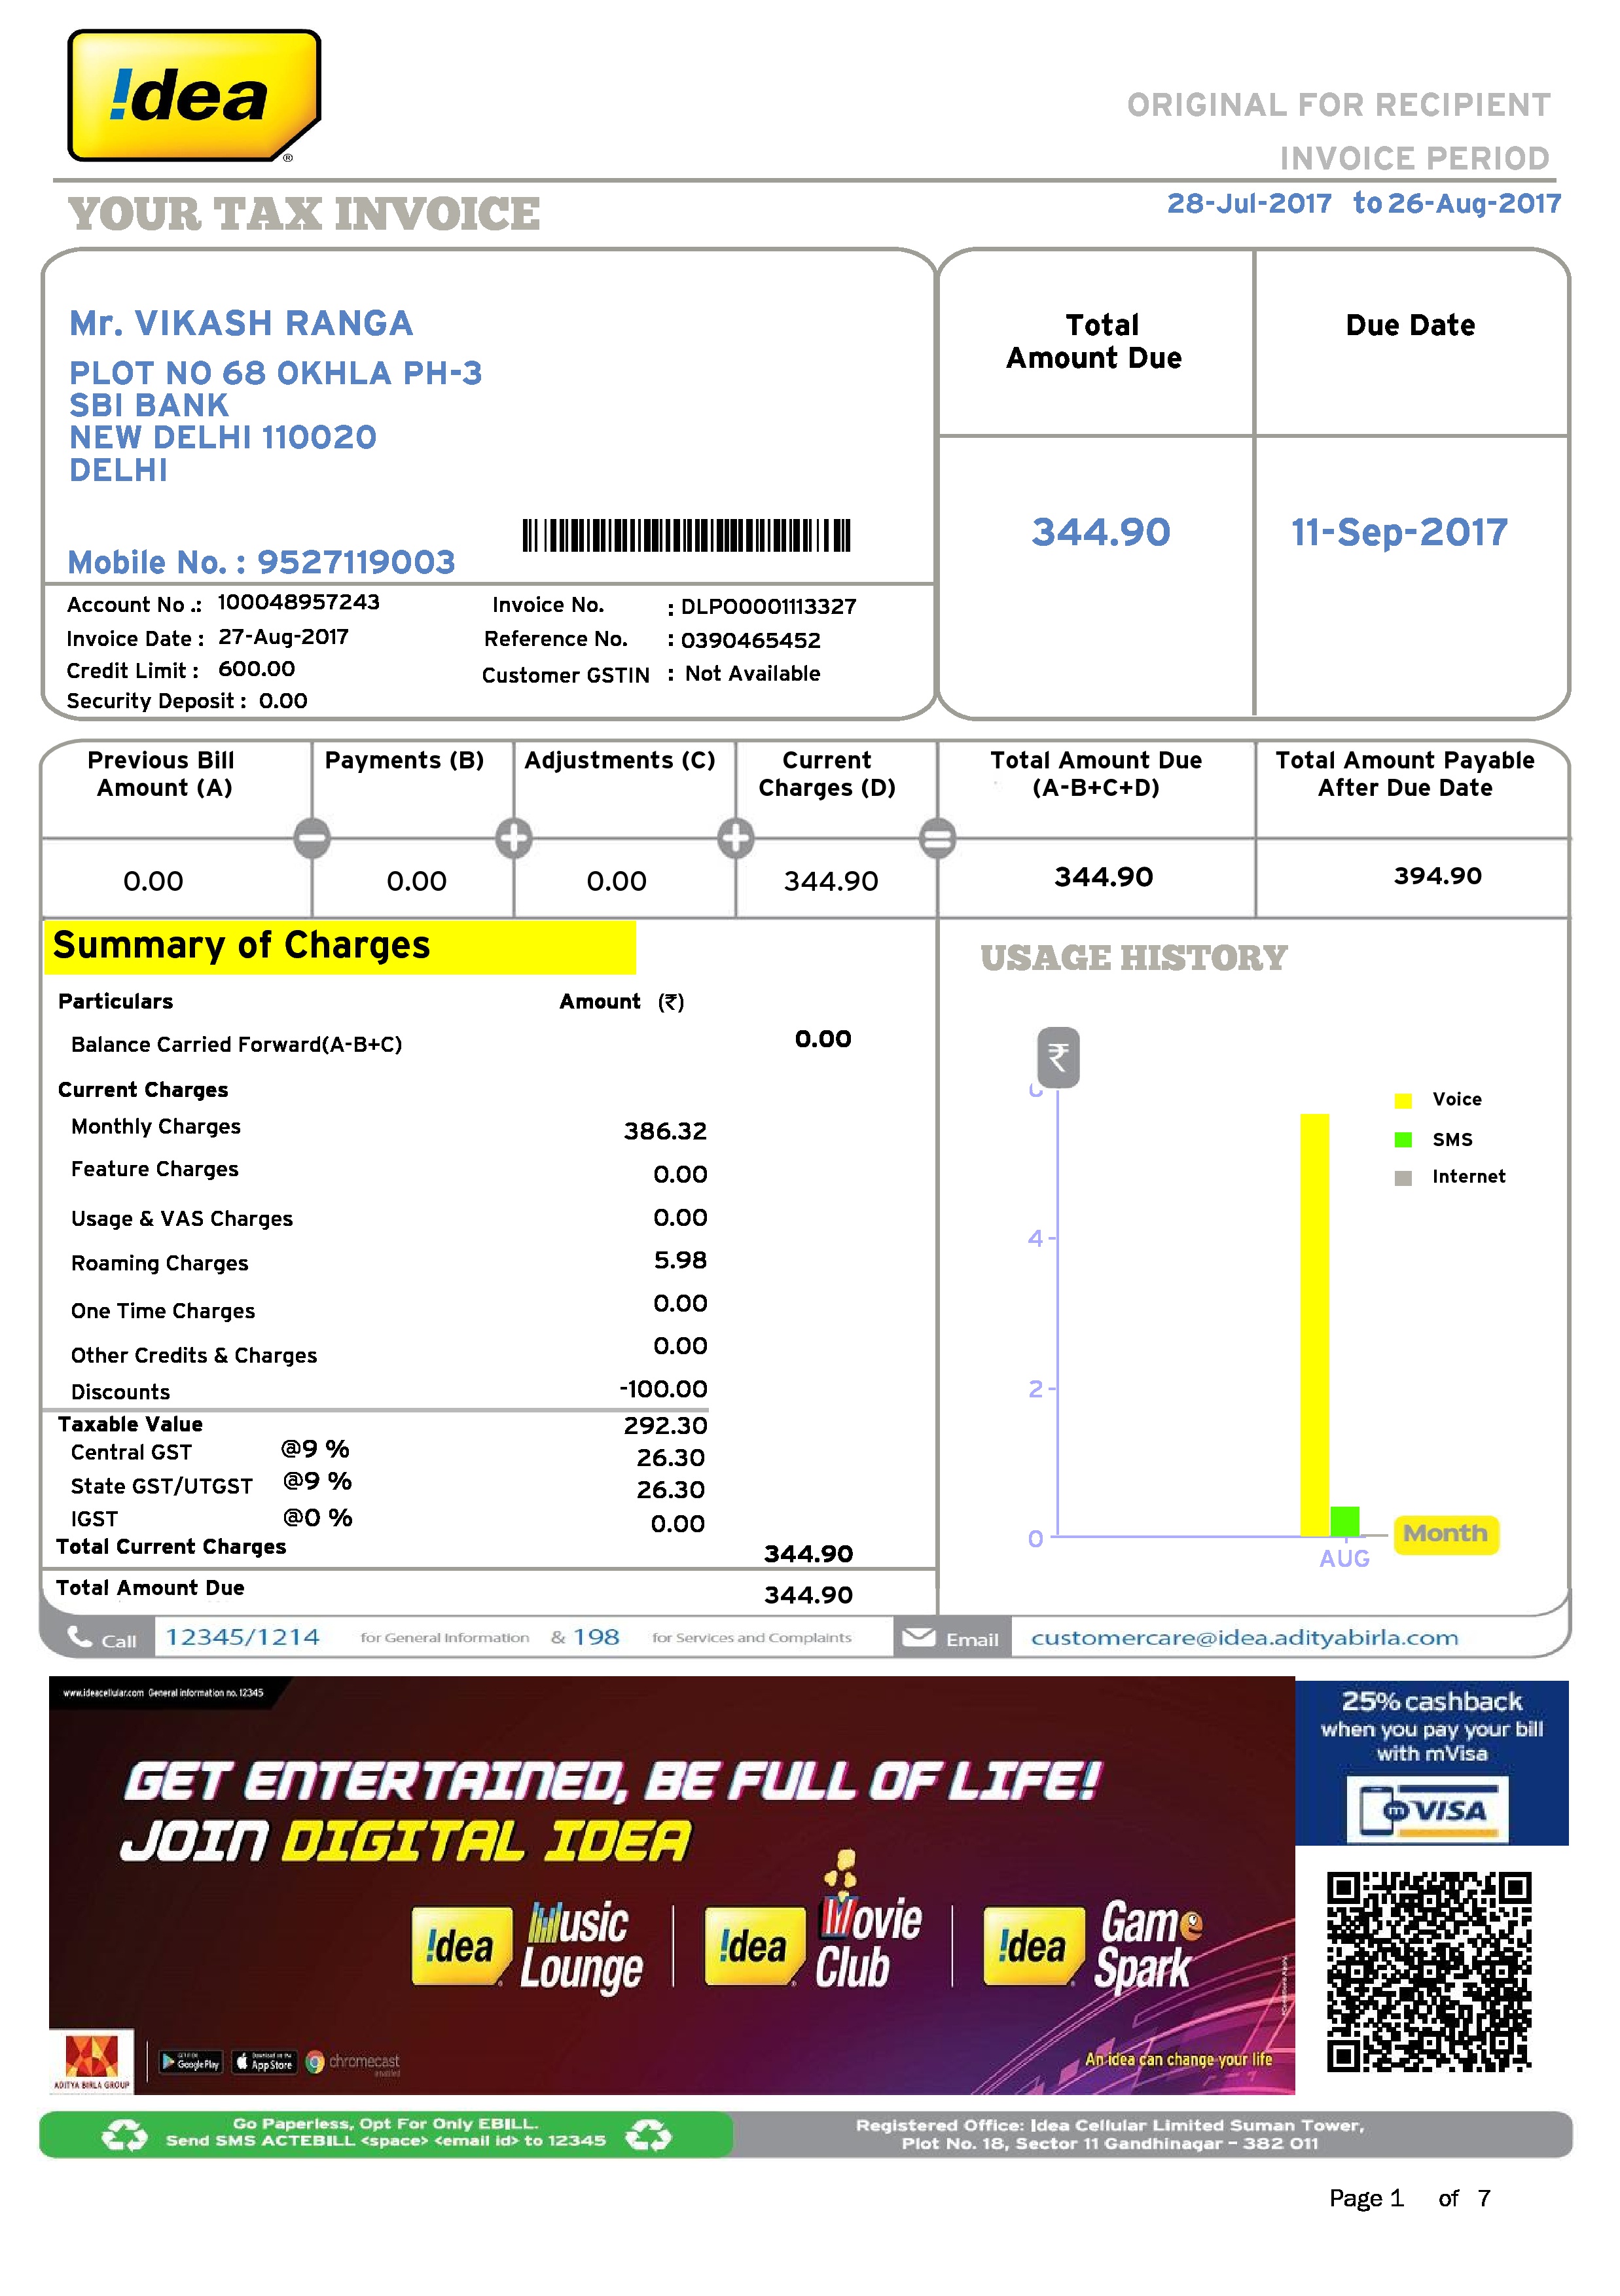 !dea
®
ORIGINAL FOR RECIPIENT
INVOICE PERIOD
YOUR TAX INVOICE
28-Jul-2017 to 26-Aug-2017
Mr. VIKASH RANGA
PLOT NO 68 OKHLA PH-3
SBI BANK
NEW DELHI 110020
DELHI
Mobile No. : 9527119003
Total
Amount Due
Due Date
344.90
11-Sep-2017
Account No .: 100048957243
Invoice No. : DLPO00001113327
Invoice Date : 27-Aug-2017
Reference No. : 0390465452
Credit Limit : 600.00
Customer GSTIN : Not Available
Security Deposit : 0.00
Previous Bill
Amount (A)
Payments (B)
Adjustments (C)
Current
Charges (D)
Total Amount Due
(A-B+C+D)
Total Amount Payable
After Due Date
0.00 0.00 0.00 344.90 344.90 394.90
Summary of Charges
Particulars Amount (₹)
Balance Carried Forward(A-B+C) 0.00
Current Charges
Monthly Charges 386.32
Feature Charges 0.00
Usage & VAS Charges 0.00
Roaming Charges 5.98
One Time Charges 0.00
Other Credits & Charges 0.00
Discounts -100.00
Taxable Value 292.30
Central GST @9 % 26.30
State GST/UTGST @9 % 26.30
IGST @0 % 0.00
Total Current Charges 344.90
Total Amount Due 344.90
USAGE HISTORY
₹
Voice
SMS
Internet
4
2
0
AUG
Month
Call 12345/1214 for General Information & 198 for Services and Complaints
Email customercare@idea.adityabirla.com
www.ideacellular.com General information no. 12345
GET ENTERTAINED, BE FULL OF LIFE!
JOIN DIGITAL IDEA
!dea Music Lounge
!dea Movie Club
!dea Game Spark
ADITYA BIRLA GROUP
GET IT ON
Google Play
Download on the
App Store
chromecast
enabled
An idea can change your life
25% cashback
when you pay your bill
with mVisa
m VISA
Go Paperless, Opt For Only EBILL.
Send SMS ACTEBILL <space> <email id> to 12345
Registered Office: Idea Cellular Limited Suman Tower,
Plot No. 18, Sector 11 Gandhinagar - 382 011
Page 1 of 7